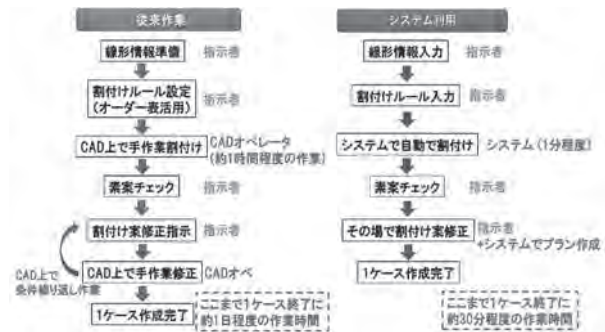 従来作業
線形情報準備 指示者
割付けルール設定
(オーダー表活用) 指示者
CAD上で手作業割付け CADオペレータ
(約1時間程度の作業)
素案チェック 指示者
割付け案修正指示 指示者
CAD上で
条件繰り返し作業
CAD上で手作業修正 CADオペ
1ケース作成完了
ここまで1ケース終了に
約1日程度の作業時間
システム利用
線形情報入力 指示者
割付けルール入力 指示者
システムで自動で割付け システム(1分程度)
素案チェック 指示者
その場で割付け案修正 指示者
+システムでプラン作成
1ケース作成完了
ここまで1ケース終了に
約30分程度の作業時間